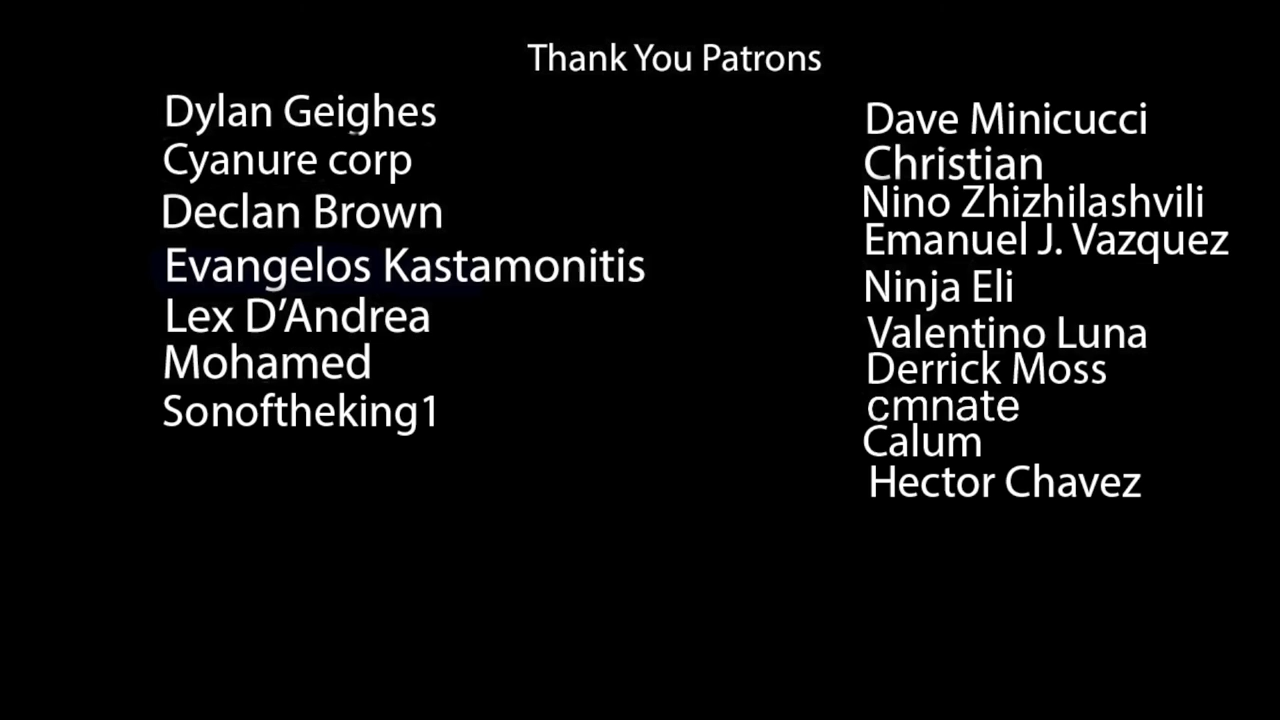 Thank You Patrons
Dylan Geighes
Cyanure corp
Declan Brown
Evangelos Kastamonitis
Lex D’Andrea
Mohamed
Sonoftheking1
Dave Minicucci
Christian
Nino Zhizhilashvili
Emanuel J. Vazquez
Ninja Eli
Valentino Luna
Derrick Moss
cmnate
Calum
Hector Chavez